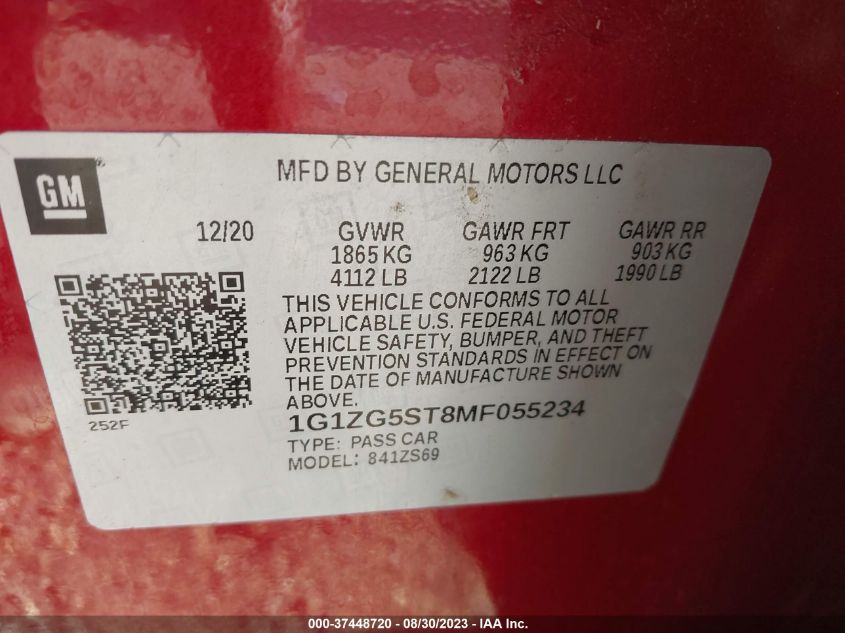 GM®
MFD BY GENERAL MOTORS LLC
12/20 GVWR GAWR FRT GAWR RR
1865 KG 963 KG 903 KG
4112 LB 2122 LB 1990 LB
THIS VEHICLE CONFORMS TO ALL
APPLICABLE U.S. FEDERAL MOTOR
VEHICLE SAFETY, BUMPER, AND THEFT
PREVENTION STANDARDS IN EFFECT ON
THE DATE OF MANUFACTURE SHOWN
ABOVE.
252F
1G1ZG5ST8MF055234
TYPE: PASS CAR
MODEL: 841ZS69
000-37448720 - 08/30/2023 - IAA Inc.